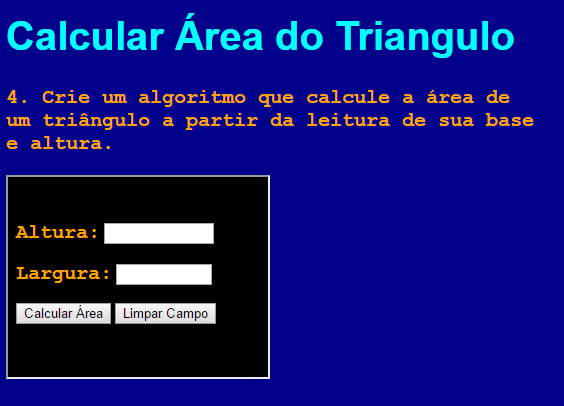 Calcular Área do Triangulo
4. Crie um algoritmo que calcule a área de
um triângulo a partir da leitura de sua base
e altura.
Altura:
Largura:
Calcular Área Limpar Campo